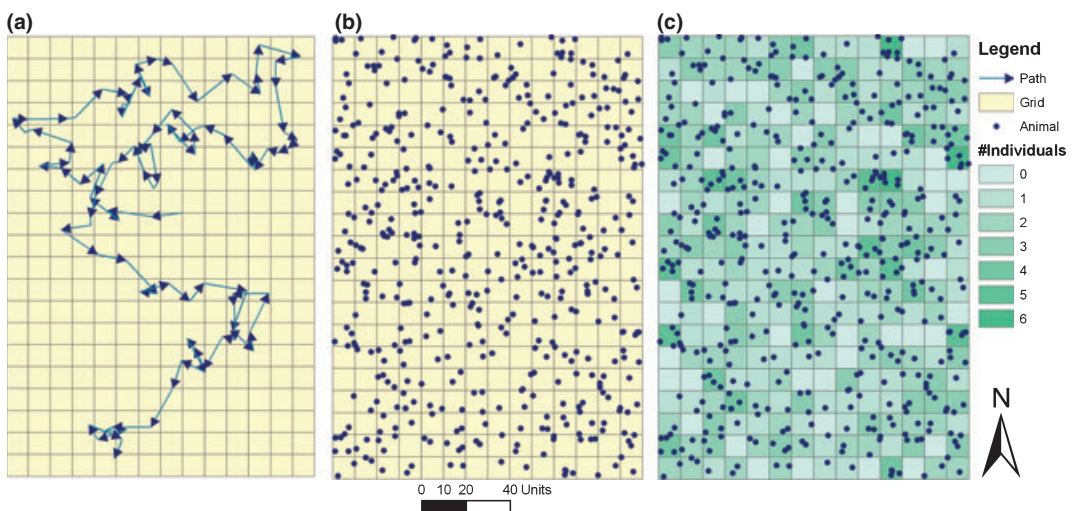 (a)
(b)
(c)
Legend
Path
Grid
Animal
#Individuals
0
1
2
3
4
5
6
N
0 10 20 40 Units